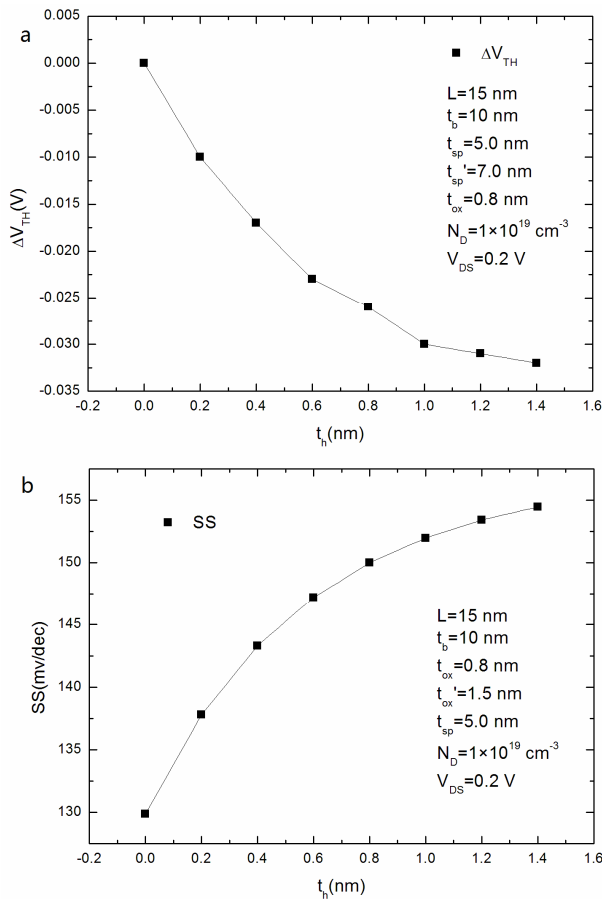 a
0.005
0.000
-0.005
-0.010
-0.015
-0.020
-0.025
-0.030
-0.035
ΔV_TH(V)
ΔV_TH
L=15 nm
t_b=10 nm
t_sp=5.0 nm
t_sp'=7.0 nm
t_ox=0.8 nm
N_D=1×10^19 cm^-3
V_DS=0.2 V
-0.2 0.0 0.2 0.4 0.6 0.8 1.0 1.2 1.4 1.6
t_h(nm)
b
155
150
145
138
135
130
SS(mv/dec)
SS
L=15 nm
t_b=10 nm
t_ox=0.8 nm
t_ox'=1.5 nm
t_sp=5.0 nm
N_D=1×10^19 cm^-3
V_DS=0.2 V
-0.2 0.0 0.2 0.4 0.6 0.8 1.0 1.2 1.4 1.6
t_h(nm)